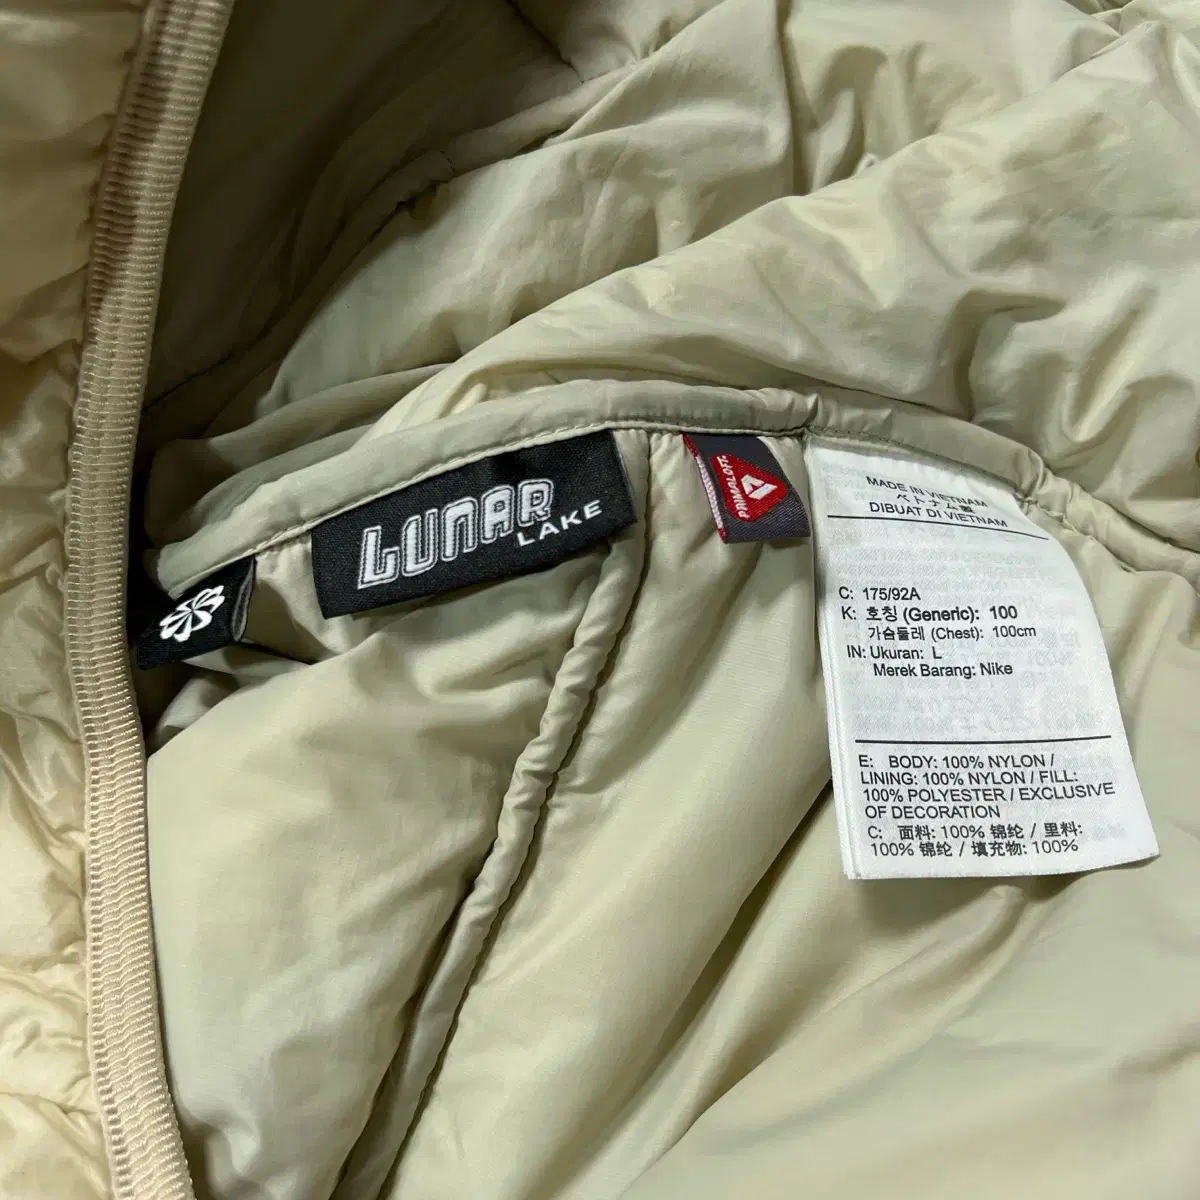 LUNAR
LAKE
PRIMALOFT.
MADE IN VIETNAM
ベトナム製
DIBUAT DI VIETNAM
C: 175/92A
K: 호칭 (Generic): 100
가슴둘레 (Chest): 100cm
IN: Ukuran: L
Merek Barang: Nike
E: BODY: 100% NYLON /
LINING: 100% NYLON / FILL:
100% POLYESTER / EXCLUSIVE
OF DECORATION
C: 面料: 100% 锦纶 / 里料:
100% 锦纶 / 填充物: 100%